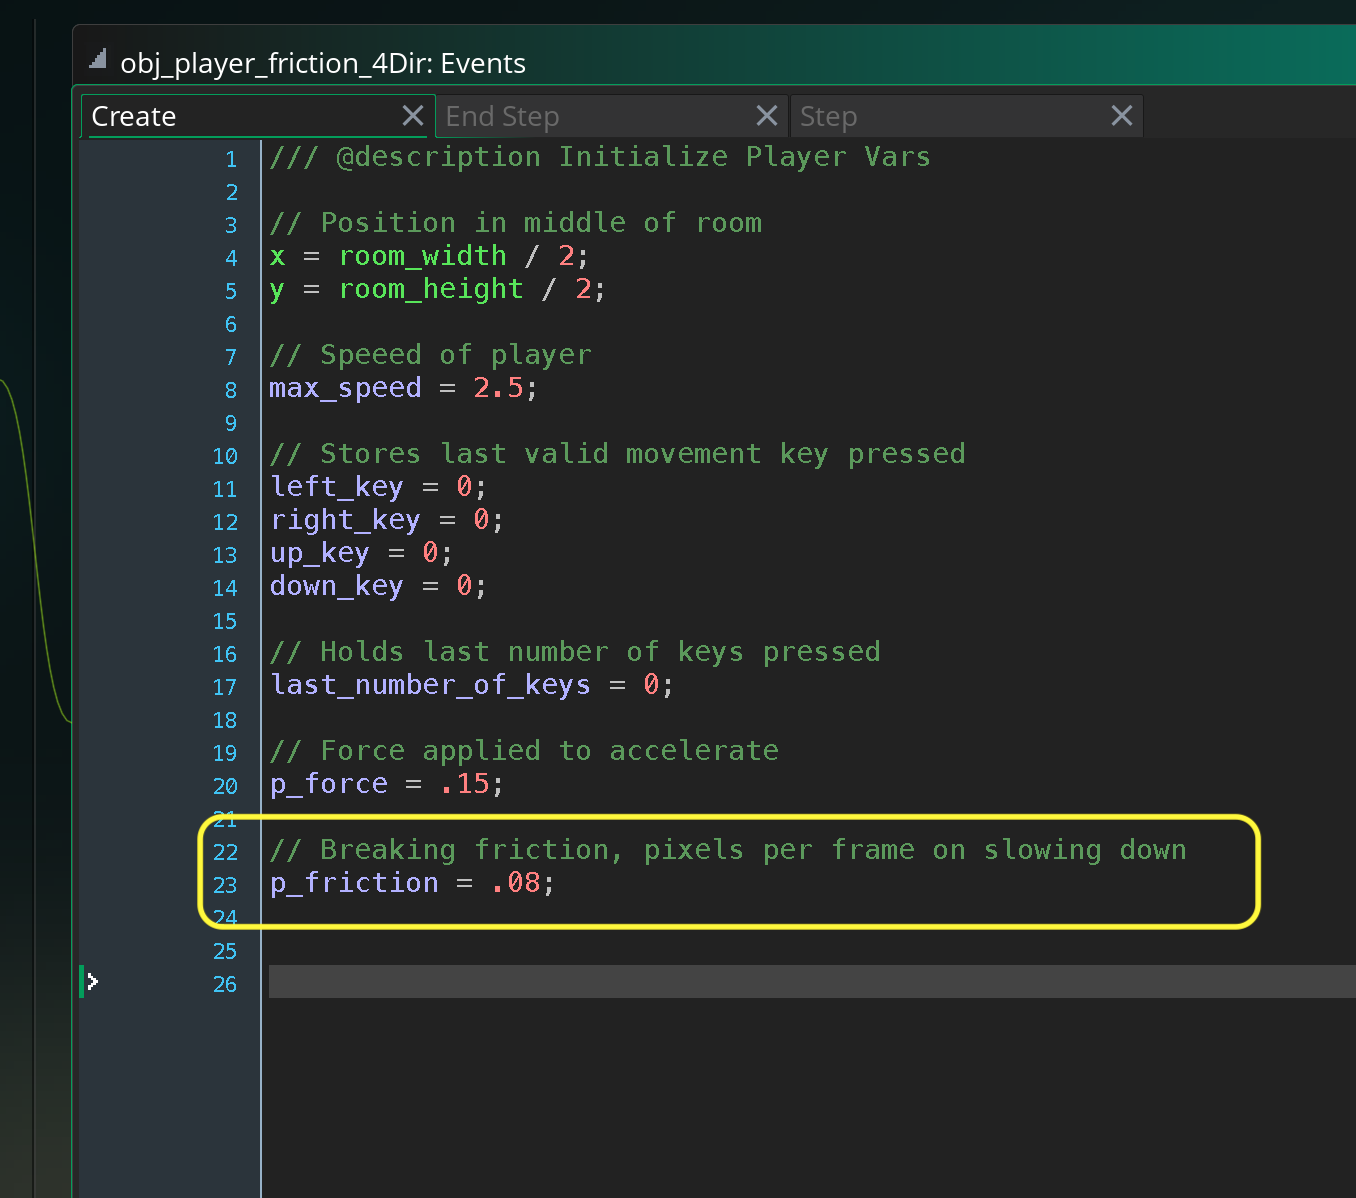 obj_player_friction_4Dir: Events
Create End Step Step
1 /// @description Initialize Player Vars
2
3 // Position in middle of room
4 x = room_width / 2;
5 y = room_height / 2;
6
7 // Speeed of player
8 max_speed = 2.5;
9
10 // Stores last valid movement key pressed
11 left_key = 0;
12 right_key = 0;
13 up_key = 0;
14 down_key = 0;
15
16 // Holds last number of keys pressed
17 last_number_of_keys = 0;
18
19 // Force applied to accelerate
20 p_force = .15;
21
22 // Breaking friction, pixels per frame on slowing down
23 p_friction = .08;
24
25
26